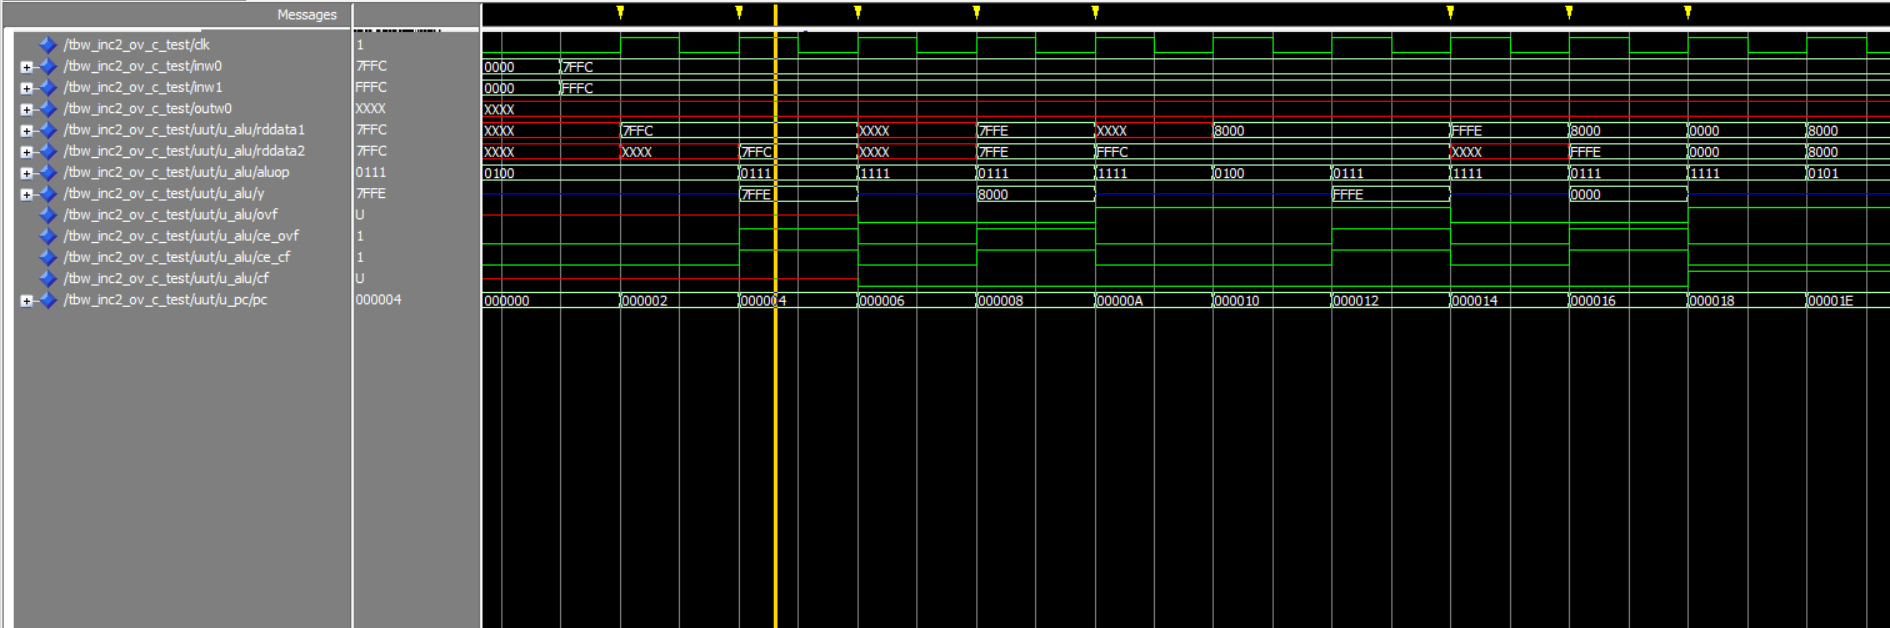 Messages
/tbw_inc2_ov_c_test/clk 1
/tbw_inc2_ov_c_test/inw0 7FFC 0000 7FFC
/tbw_inc2_ov_c_test/inw1 FFFC 0000 FFFC
/tbw_inc2_ov_c_test/outw0 XXXX XXXX
/tbw_inc2_ov_c_test/uut/u_alu/rddata1 7FFC XXXX 7FFC XXXX 7FFE XXXX 8000 FFFE 8000 0000 8000
/tbw_inc2_ov_c_test/uut/u_alu/rddata2 7FFC XXXX XXXX 7FFC XXXX 7FFE FFFC XXXX FFFE 0000 8000
/tbw_inc2_ov_c_test/uut/u_alu/aluop 0111 0100 0111 1111 0111 1111 0100 0111 1111 0111 1111 0101
/tbw_inc2_ov_c_test/uut/u_alu/y 7FFE 7FFE 8000 FFFE 0000
/tbw_inc2_ov_c_test/uut/u_alu/ovf U
/tbw_inc2_ov_c_test/uut/u_alu/ce_ovf 1
/tbw_inc2_ov_c_test/uut/u_alu/ce_cf 1
/tbw_inc2_ov_c_test/uut/u_alu/cf U
/tbw_inc2_ov_c_test/uut/u_pc/pc 000004 000000 000002 000004 000006 000008 00000A 000010 000012 000014 000016 000018 00001E